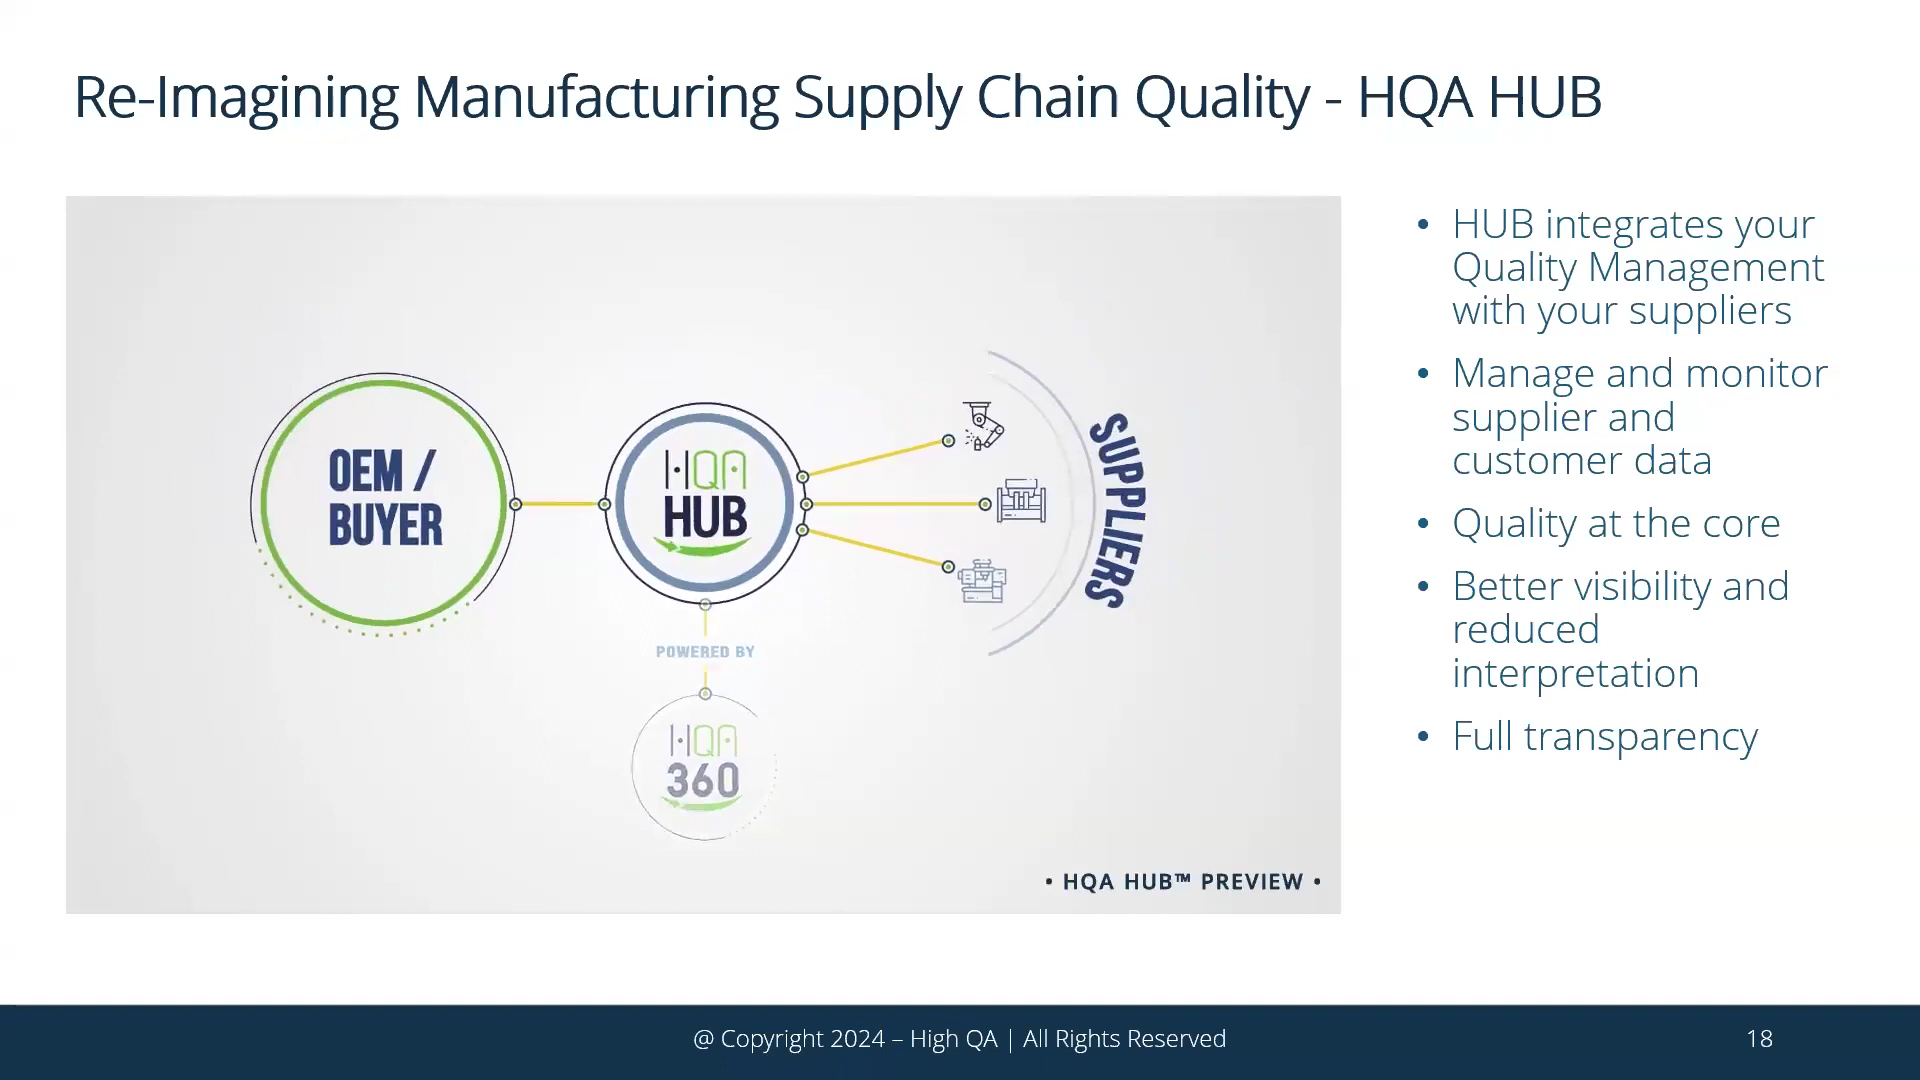 Re-Imagining Manufacturing Supply Chain Quality - HQA HUB
OEM /
BUYER
HQA
HUB
SUPPLIERS
POWERED BY
HQA
360
• HQA HUB™ PREVIEW •
• HUB integrates your
Quality Management
with your suppliers
• Manage and monitor
supplier and
customer data
• Quality at the core
• Better visibility and
reduced
interpretation
• Full transparency
@ Copyright 2024 – High QA | All Rights Reserved
18